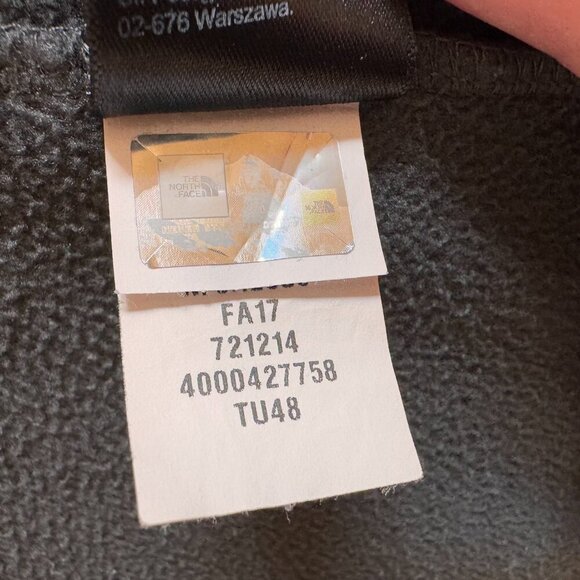 02-676 Warszawa.
THE
NORTH
FACE
FA17
721214
4000427758
TU48